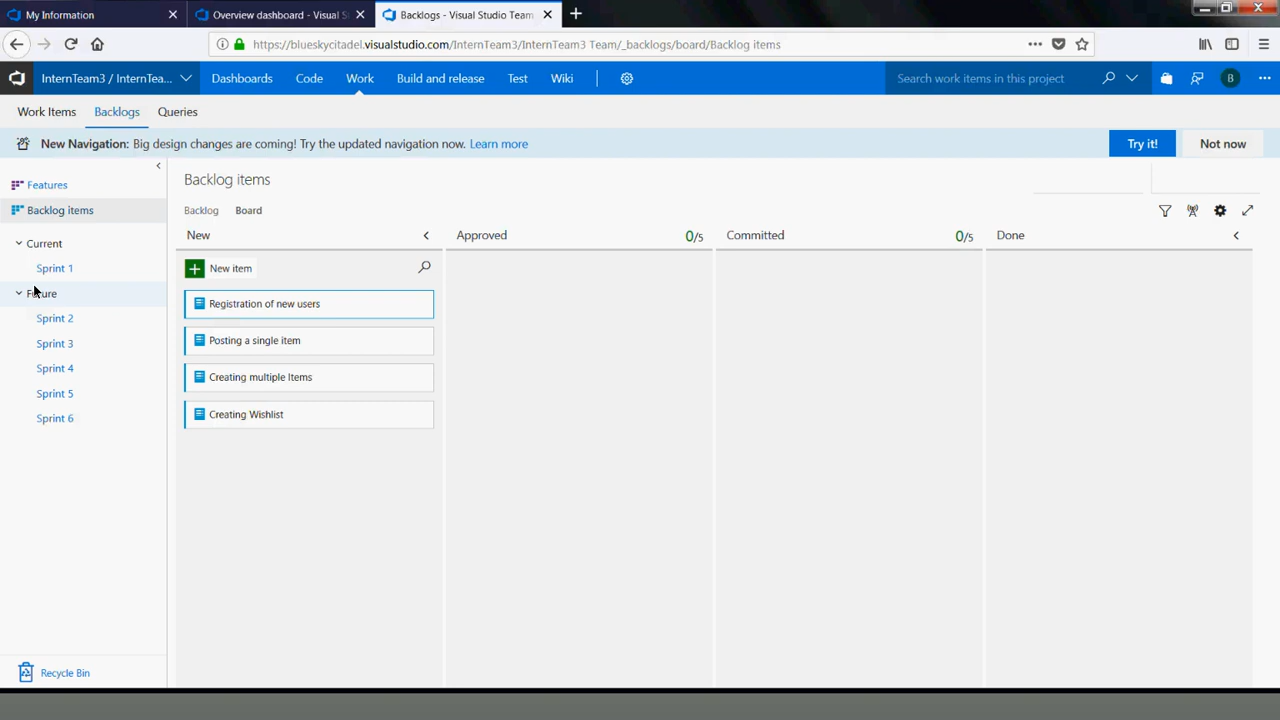 My Information
Overview dashboard - Visual S
Backlogs - Visual Studio Team
https://blueskycitadel.visualstudio.com/InternTeam3/InternTeam3 Team/_backlogs/board/Backlog items
InternTeam3 / InternTea...
Dashboards
Code
Work
Build and release
Test
Wiki
Search work items in this project
B
Work Items
Backlogs
Queries
New Navigation: Big design changes are coming! Try the updated navigation now. Learn more
Try it!
Not now
Features
Backlog items
Current
Sprint 1
Future
Sprint 2
Sprint 3
Sprint 4
Sprint 5
Sprint 6
Recycle Bin
Backlog items
Backlog
Board
New
Approved
0/5
Committed
0/5
Done
New item
Registration of new users
Posting a single item
Creating multiple Items
Creating Wishlist